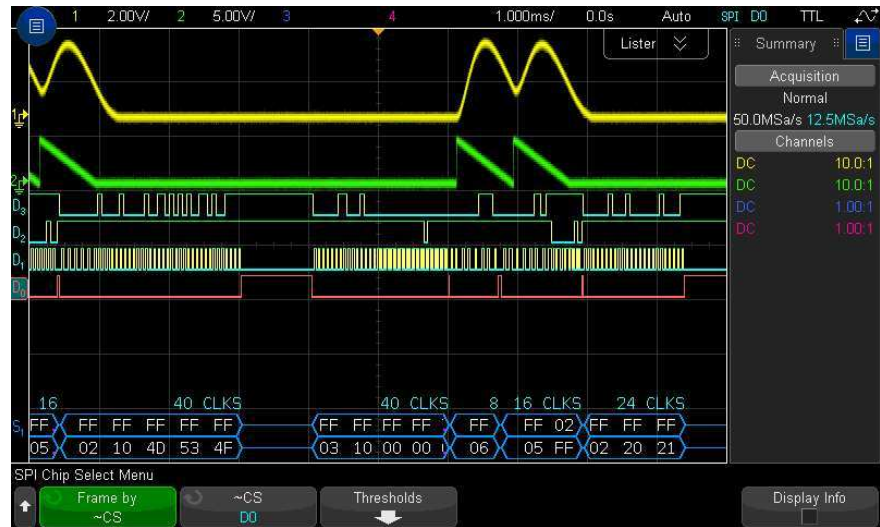 1 2.00V/ 2 5.00V/ 3 4 1.000ms/ 0.0s Auto SPI D0 TTL
Lister
Summary
Acquisition
Normal
50.0MSa/s 12.5MSa/s
Channels
DC 10.0:1
DC 10.0:1
DC 1.00:1
DC 1.00:1
1
2
D3
D2
D1
D0
16 40 CLKS 40 CLKS 8 16 CLKS 24 CLKS
S1 FF FF FF FF FF FF FF FF FF FF FF FF 02 FF FF FF
05 02 10 4D 53 4F 03 10 00 00 06 05 FF 02 20 21
SPI Chip Select Menu
Frame by
~CS
~CS
D0
Thresholds
Display Info